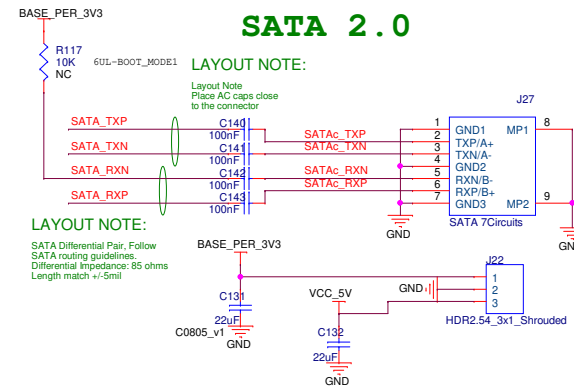 BASE_PER_3V3
SATA 2.0
R117
10K
NC
6UL-BOOT_MODE1
LAYOUT NOTE:
Layout Note
Place AC caps close
to the connector
J27
SATA_TXP
C140
100nF
SATAc_TXP
SATA_TXN
C141
100nF
SATAc_TXN
SATA_RXN
C142
100nF
SATAc_RXN
SATA_RXP
C143
100nF
SATAc_RXP
1 GND1 MP1 8
2 TXP/A+
3 TXN/A-
4 GND2
5 RXN/B-
6 RXP/B+
7 GND3 MP2 9
SATA 7Circuits
GND
GND
LAYOUT NOTE:
SATA Differential Pair, Follow
SATA routing guidelines.
Differential Impedance: 85 ohms
Length match +/-5mil
BASE_PER_3V3
C131
22uF
C0805_v1
GND
VCC_5V
C132
22uF
GND
GND
J22
1
2
3
HDR2.54_3x1_Shrouded